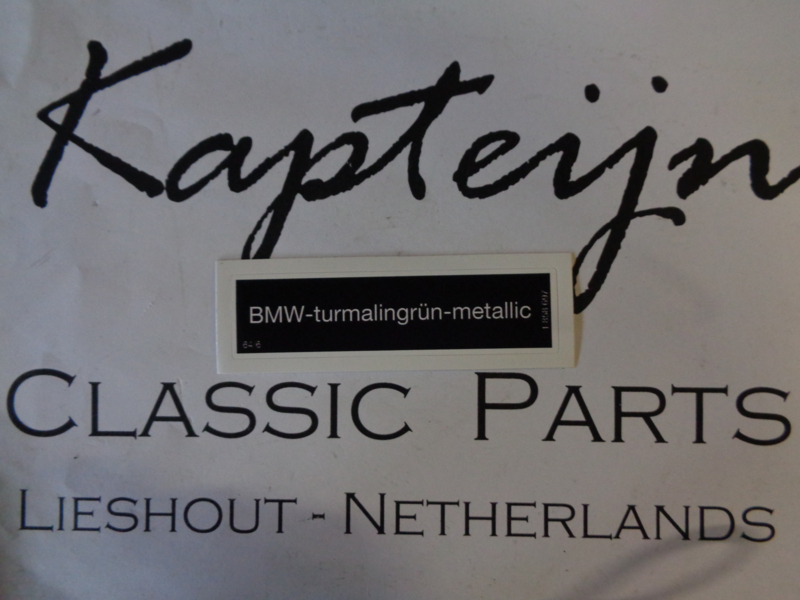 Kapteijn
BMW-turmalingrün-metallic
CLASSIC PARTS
LIESHOUT - NETHERLANDS